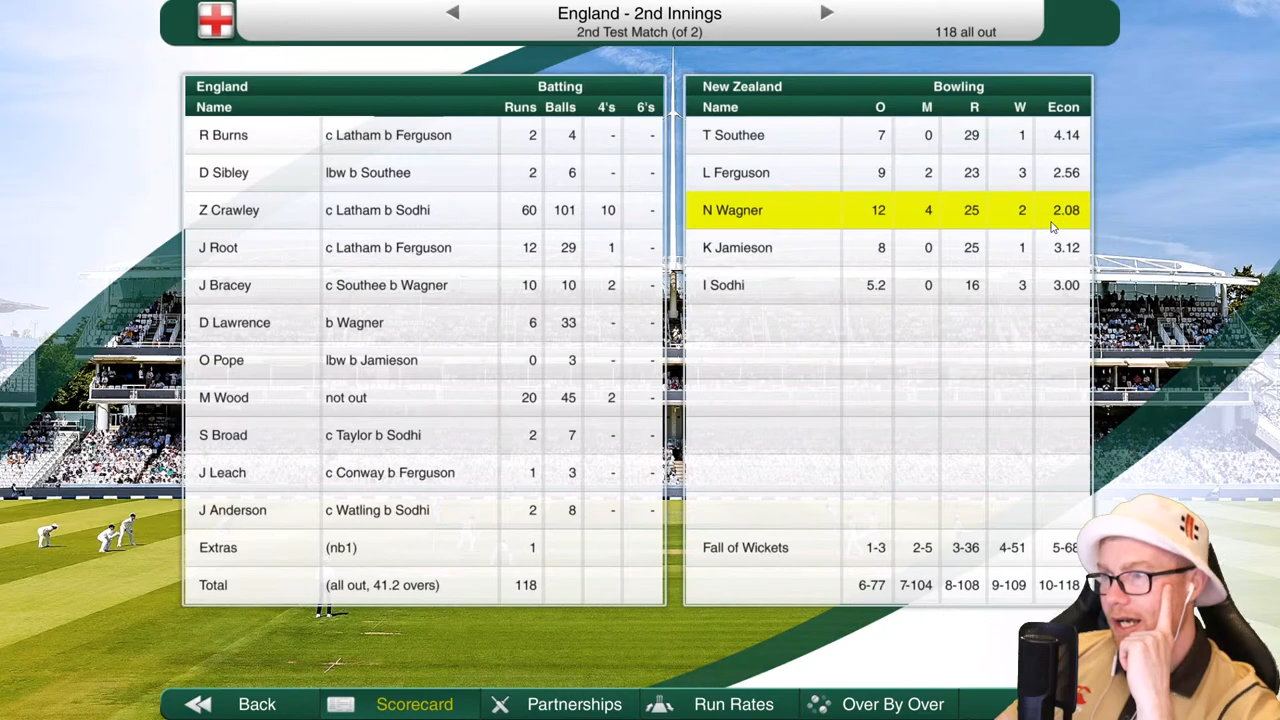 England - 2nd Innings
2nd Test Match (of 2)
118 all out
England Batting
Name Runs Balls 4's 6's
R Burns c Latham b Ferguson 2 4 - -
D Sibley lbw b Southee 2 6 - -
Z Crawley c Latham b Sodhi 60 101 10 -
J Root c Latham b Ferguson 12 29 1 -
J Bracey c Southee b Wagner 10 10 2 -
D Lawrence b Wagner 6 33 - -
O Pope lbw b Jamieson 0 3 - -
M Wood not out 20 45 2 -
S Broad c Taylor b Sodhi 2 7 - -
J Leach c Conway b Ferguson 1 3 - -
J Anderson c Watling b Sodhi 2 8 - -
Extras (nb1) 1
Total (all out, 41.2 overs) 118
New Zealand Bowling
Name O M R W Econ
T Southee 7 0 29 1 4.14
L Ferguson 9 2 23 3 2.56
N Wagner 12 4 25 2 2.08
K Jamieson 8 0 25 1 3.12
I Sodhi 5.2 0 16 3 3.00
Fall of Wickets 1-3 2-5 3-36 4-51 5-68
6-77 7-104 8-108 9-109 10-118
Back Scorecard Partnerships Run Rates Over By Over